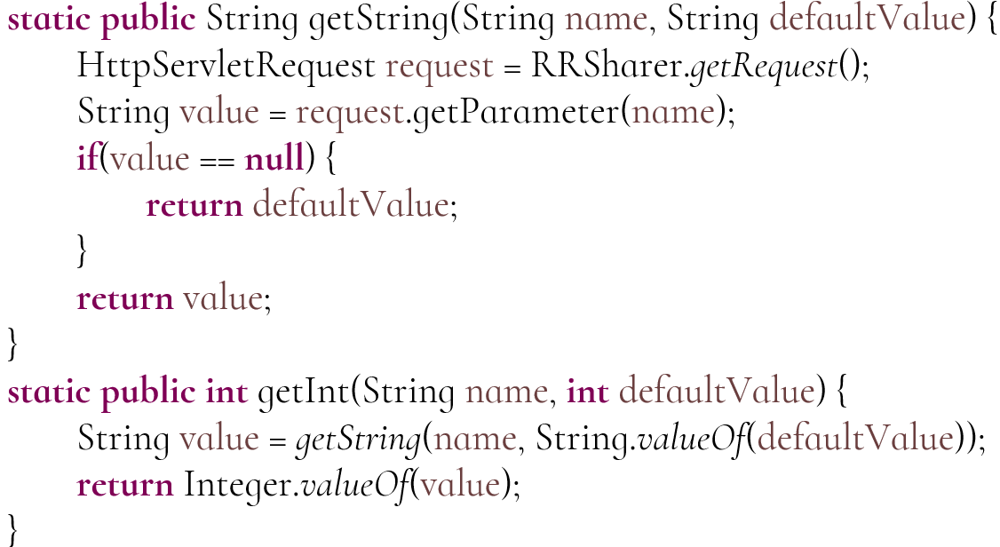 static public String getString(String name, String defaultValue) {
HttpServletRequest request = RRSharer.getRequest();
String value = request.getParameter(name);
if(value == null) {
return defaultValue;
}
return value;
}
static public int getInt(String name, int defaultValue) {
String value = getString(name, String.valueOf(defaultValue));
return Integer.valueOf(value);
}